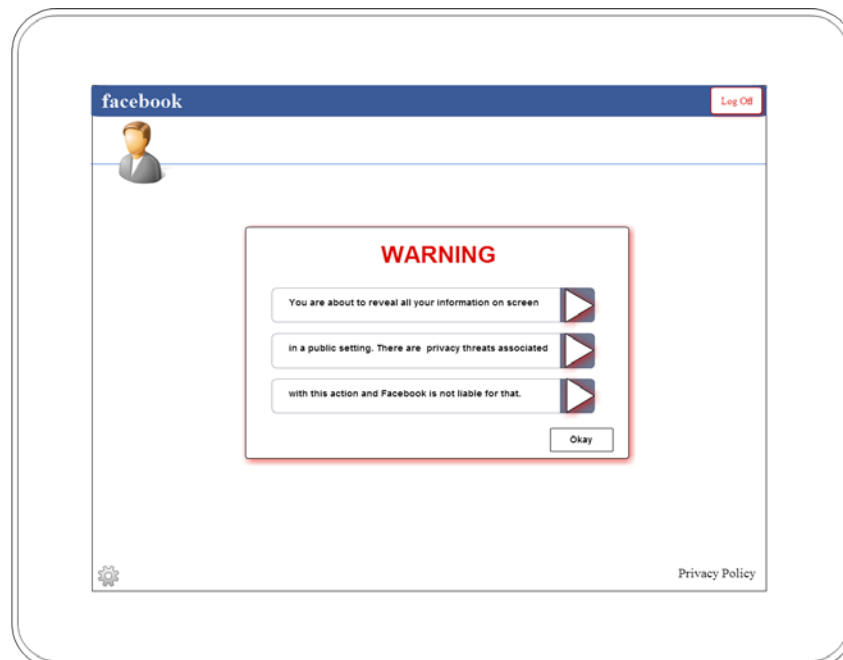 facebook
Log Off
WARNING
You are about to reveal all your information on screen
in a public setting. There are privacy threats associated
with this action and Facebook is not liable for that.
Okay
Privacy Policy